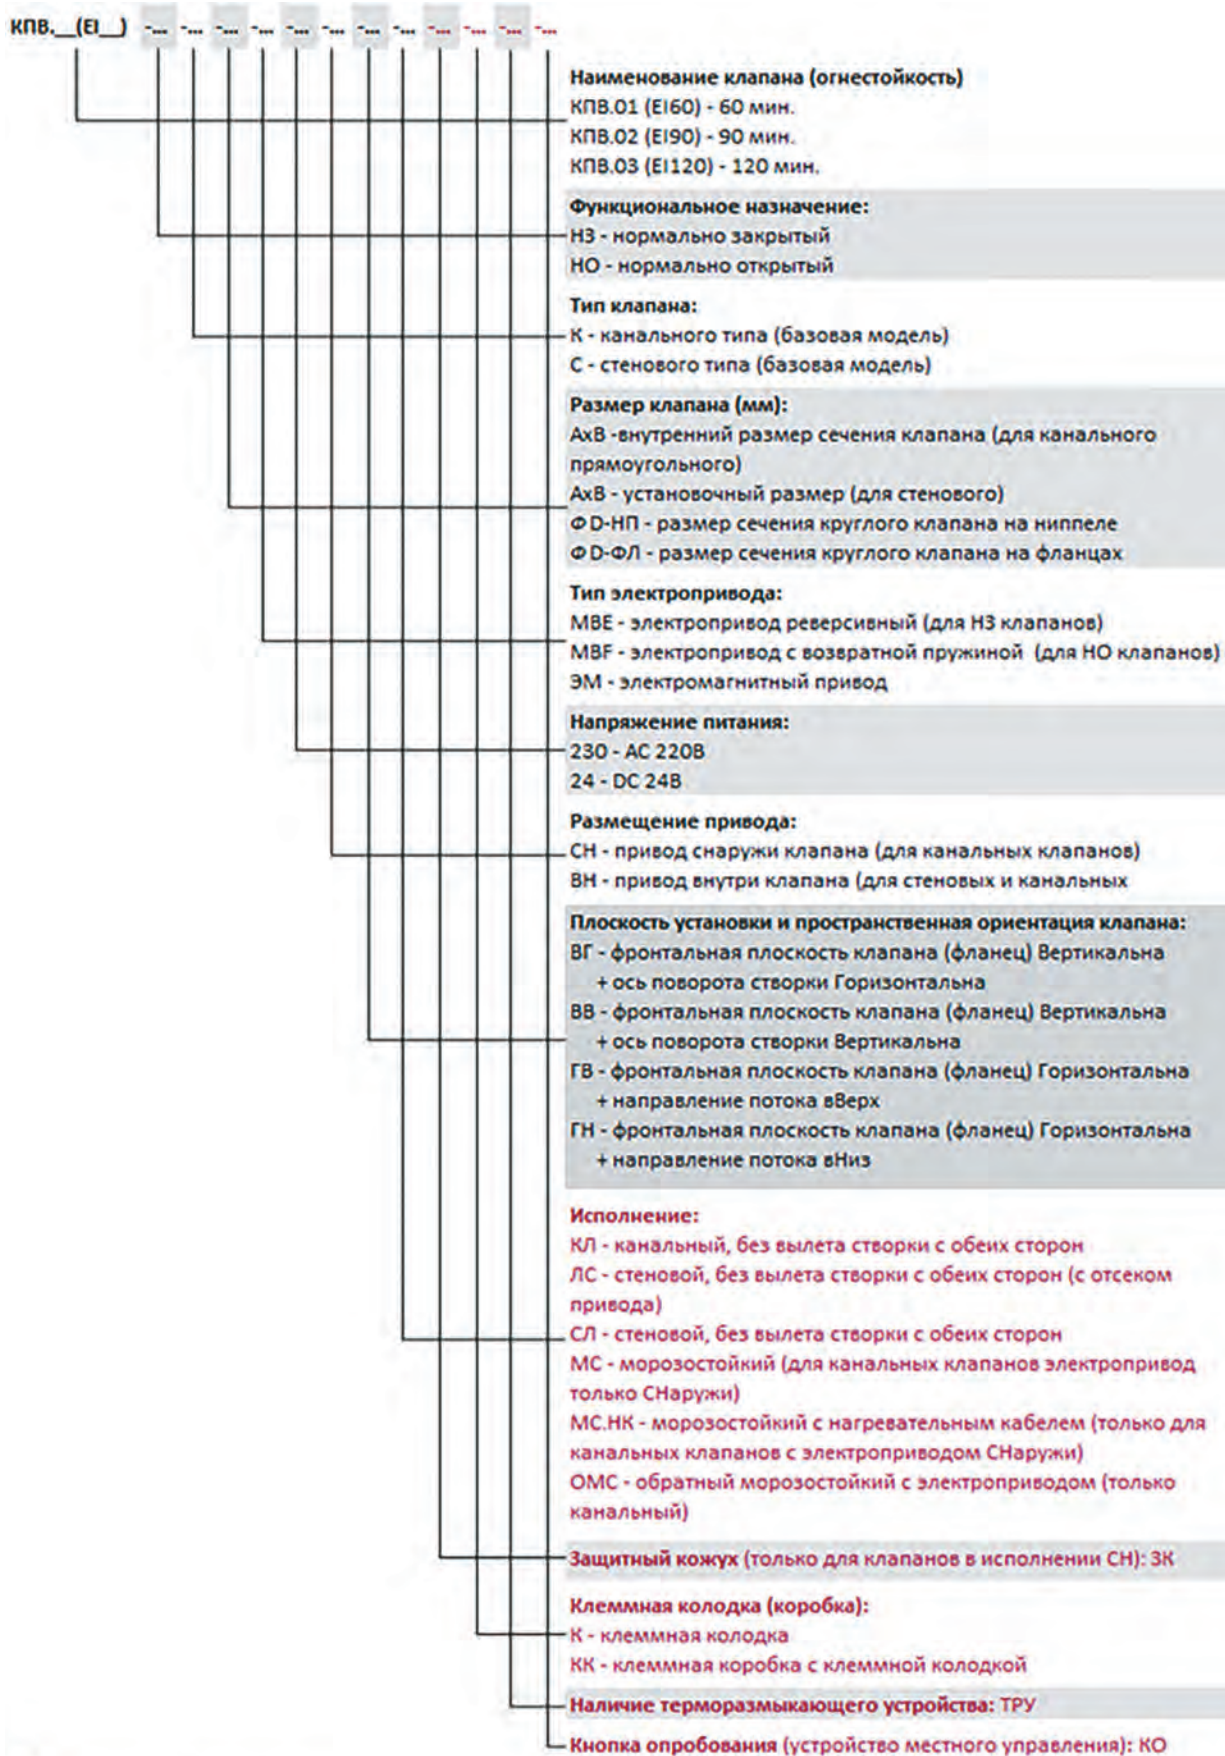 КПВ.__(EI__) -... -... -... -... -... -... -... -... -... -... -... -...
Наименование клапана (огнестойкость)
КПВ.01 (EI60) - 60 мин.
КПВ.02 (EI90) - 90 мин.
КПВ.03 (EI120) - 120 мин.
Функциональное назначение:
НЗ - нормально закрытый
НО - нормально открытый
Тип клапана:
К - канального типа (базовая модель)
С - стенового типа (базовая модель)
Размер клапана (мм):
АхВ -внутренний размер сечения клапана (для канального
прямоугольного)
АхВ - установочный размер (для стенового)
Ф D-НП - размер сечения круглого клапана на ниппеле
Ф D-ФЛ - размер сечения круглого клапана на фланцах
Тип электропривода:
MBE - электропривод реверсивный (для НЗ клапанов)
MBF - электропривод с возвратной пружиной (для НО клапанов)
ЭМ - электромагнитный привод
Напряжение питания:
230 - AC 220В
24 - DC 24В
Размещение привода:
СН - привод снаружи клапана (для канальных клапанов)
ВН - привод внутри клапана (для стеновых и канальных
Плоскость установки и пространственная ориентация клапана:
ВГ - фронтальная плоскость клапана (фланец) Вертикальна
+ ось поворота створки Горизонтальна
ВВ - фронтальная плоскость клапана (фланец) Вертикальна
+ ось поворота створки Вертикальна
ГВ - фронтальная плоскость клапана (фланец) Горизонтальна
+ направление потока вВерх
ГН - фронтальная плоскость клапана (фланец) Горизонтальна
+ направление потока вНиз
Исполнение:
КЛ - канальный, без вылета створки с обеих сторон
ЛС - стеновой, без вылета створки с обеих сторон (с отсеком
привода)
СЛ - стеновой, без вылета створки с обеих сторон
МС - морозостойкий (для канальных клапанов электропривод
только СНаружи)
МС.НК - морозостойкий с нагревательным кабелем (только для
канальных клапанов с электроприводом СНаружи)
ОМС - обратный морозостойкий с электроприводом (только
канальный)
Защитный кожух (только для клапанов в исполнении СН): ЗК
Клеммная колодка (коробка):
К - клеммная колодка
КК - клеммная коробка с клеммной колодкой
Наличие терморазмыкающего устройства: ТРУ
Кнопка опробования (устройство местного управления): КО